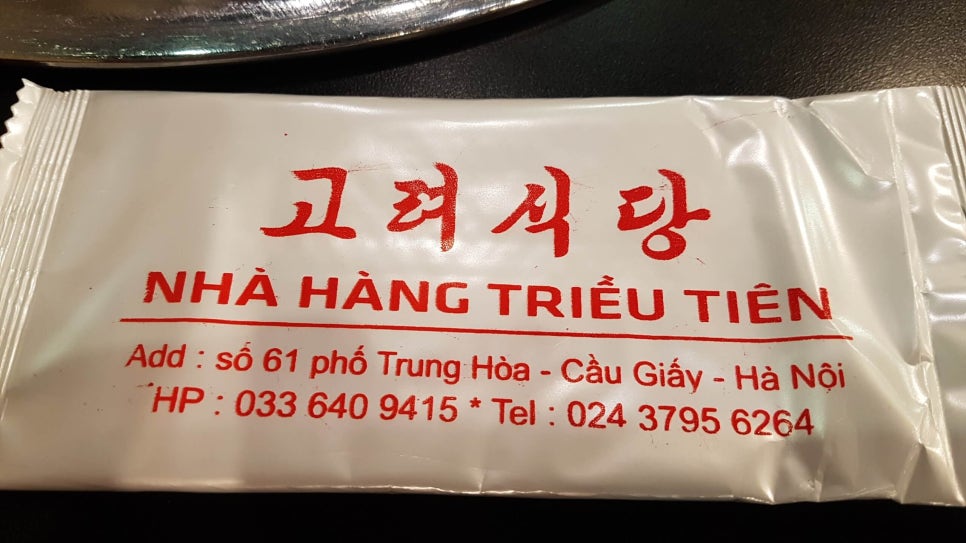 고려식당
NHÀ HÀNG TRIỀU TIÊN
Add : số 61 phố Trung Hòa - Cầu Giấy - Hà Nội
HP : 033 640 9415 * Tel : 024 3795 6264